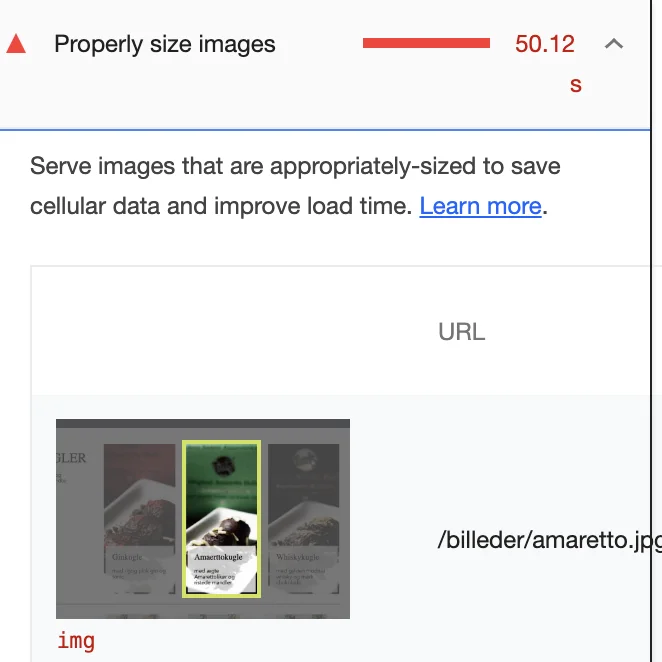 Properly size images
50.12
s
Serve images that are appropriately-sized to save
cellular data and improve load time. Learn more.
URL
GLER
Ginkugle
Amaerttokugle
Whiskykugle
med ægte
Amarettolikør og
ristede mandler
/billeder/amaretto.jpg
img